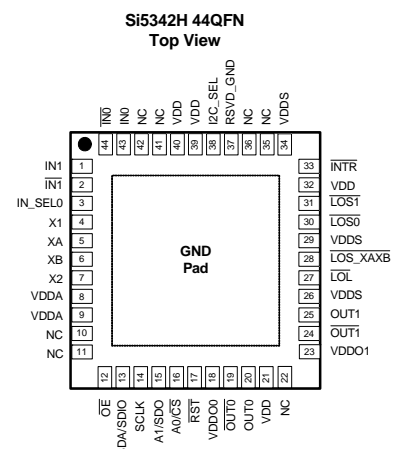 Si5342H 44QFN
Top View
IN0
IN0
NC
NC
VDD
VDD
I2C_SEL
RSVD_GND
NC
NC
VDDS
44
43
42
41
40
39
38
37
36
35
34
IN1 1
IN1 2
IN_SEL0 3
X1 4
XA 5
XB 6
X2 7
VDDA 8
VDDA 9
NC 10
NC 11
GND
Pad
33 INTR
32 VDD
31 LOS1
30 LOS0
29 VDDS
28 LOS_XAXB
27 LOL
26 VDDS
25 OUT1
24 OUT1
23 VDDO1
12
13
14
15
16
17
18
19
20
21
22
OE
DA/SDIO
SCLK
A1/SDO
A0/CS
RST
VDDO0
OUT0
OUT0
VDD
NC